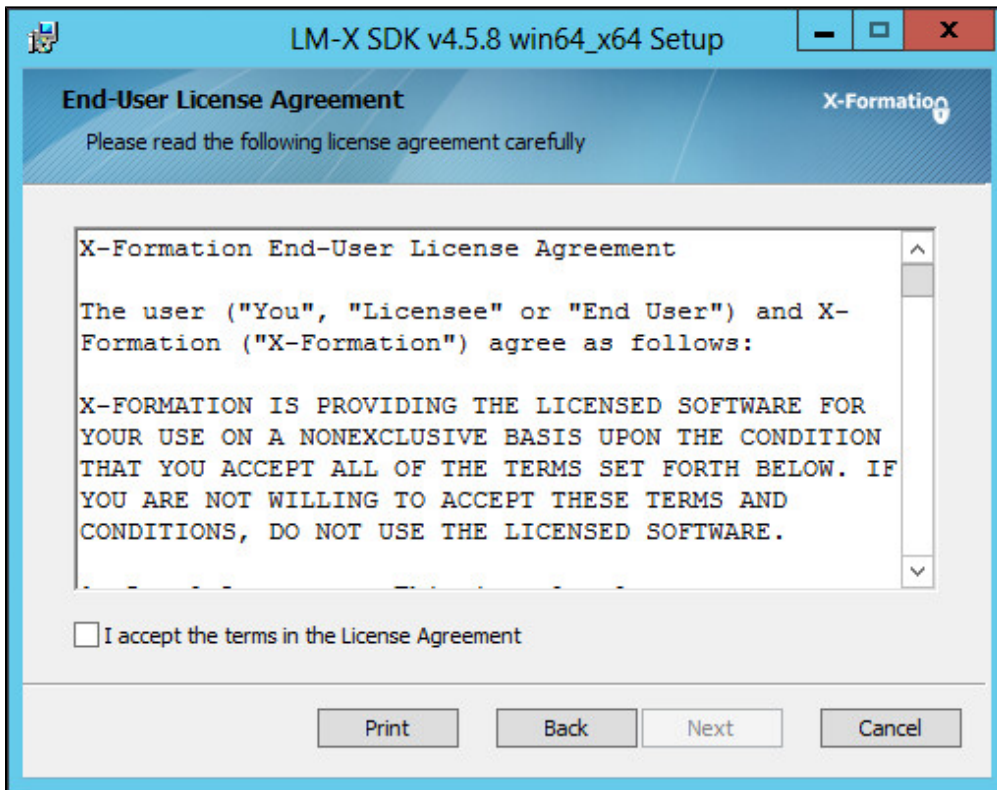 LM-X SDK v4.5.8 win64_x64 Setup
End-User License Agreement
X-Formation
Please read the following license agreement carefully
X-Formation End-User License Agreement
The user ("You", "Licensee" or "End User") and X-
Formation ("X-Formation") agree as follows:
X-FORMATION IS PROVIDING THE LICENSED SOFTWARE FOR
YOUR USE ON A NONEXCLUSIVE BASIS UPON THE CONDITION
THAT YOU ACCEPT ALL OF THE TERMS SET FORTH BELOW. IF
YOU ARE NOT WILLING TO ACCEPT THESE TERMS AND
CONDITIONS, DO NOT USE THE LICENSED SOFTWARE.
I accept the terms in the License Agreement
Print
Back
Next
Cancel